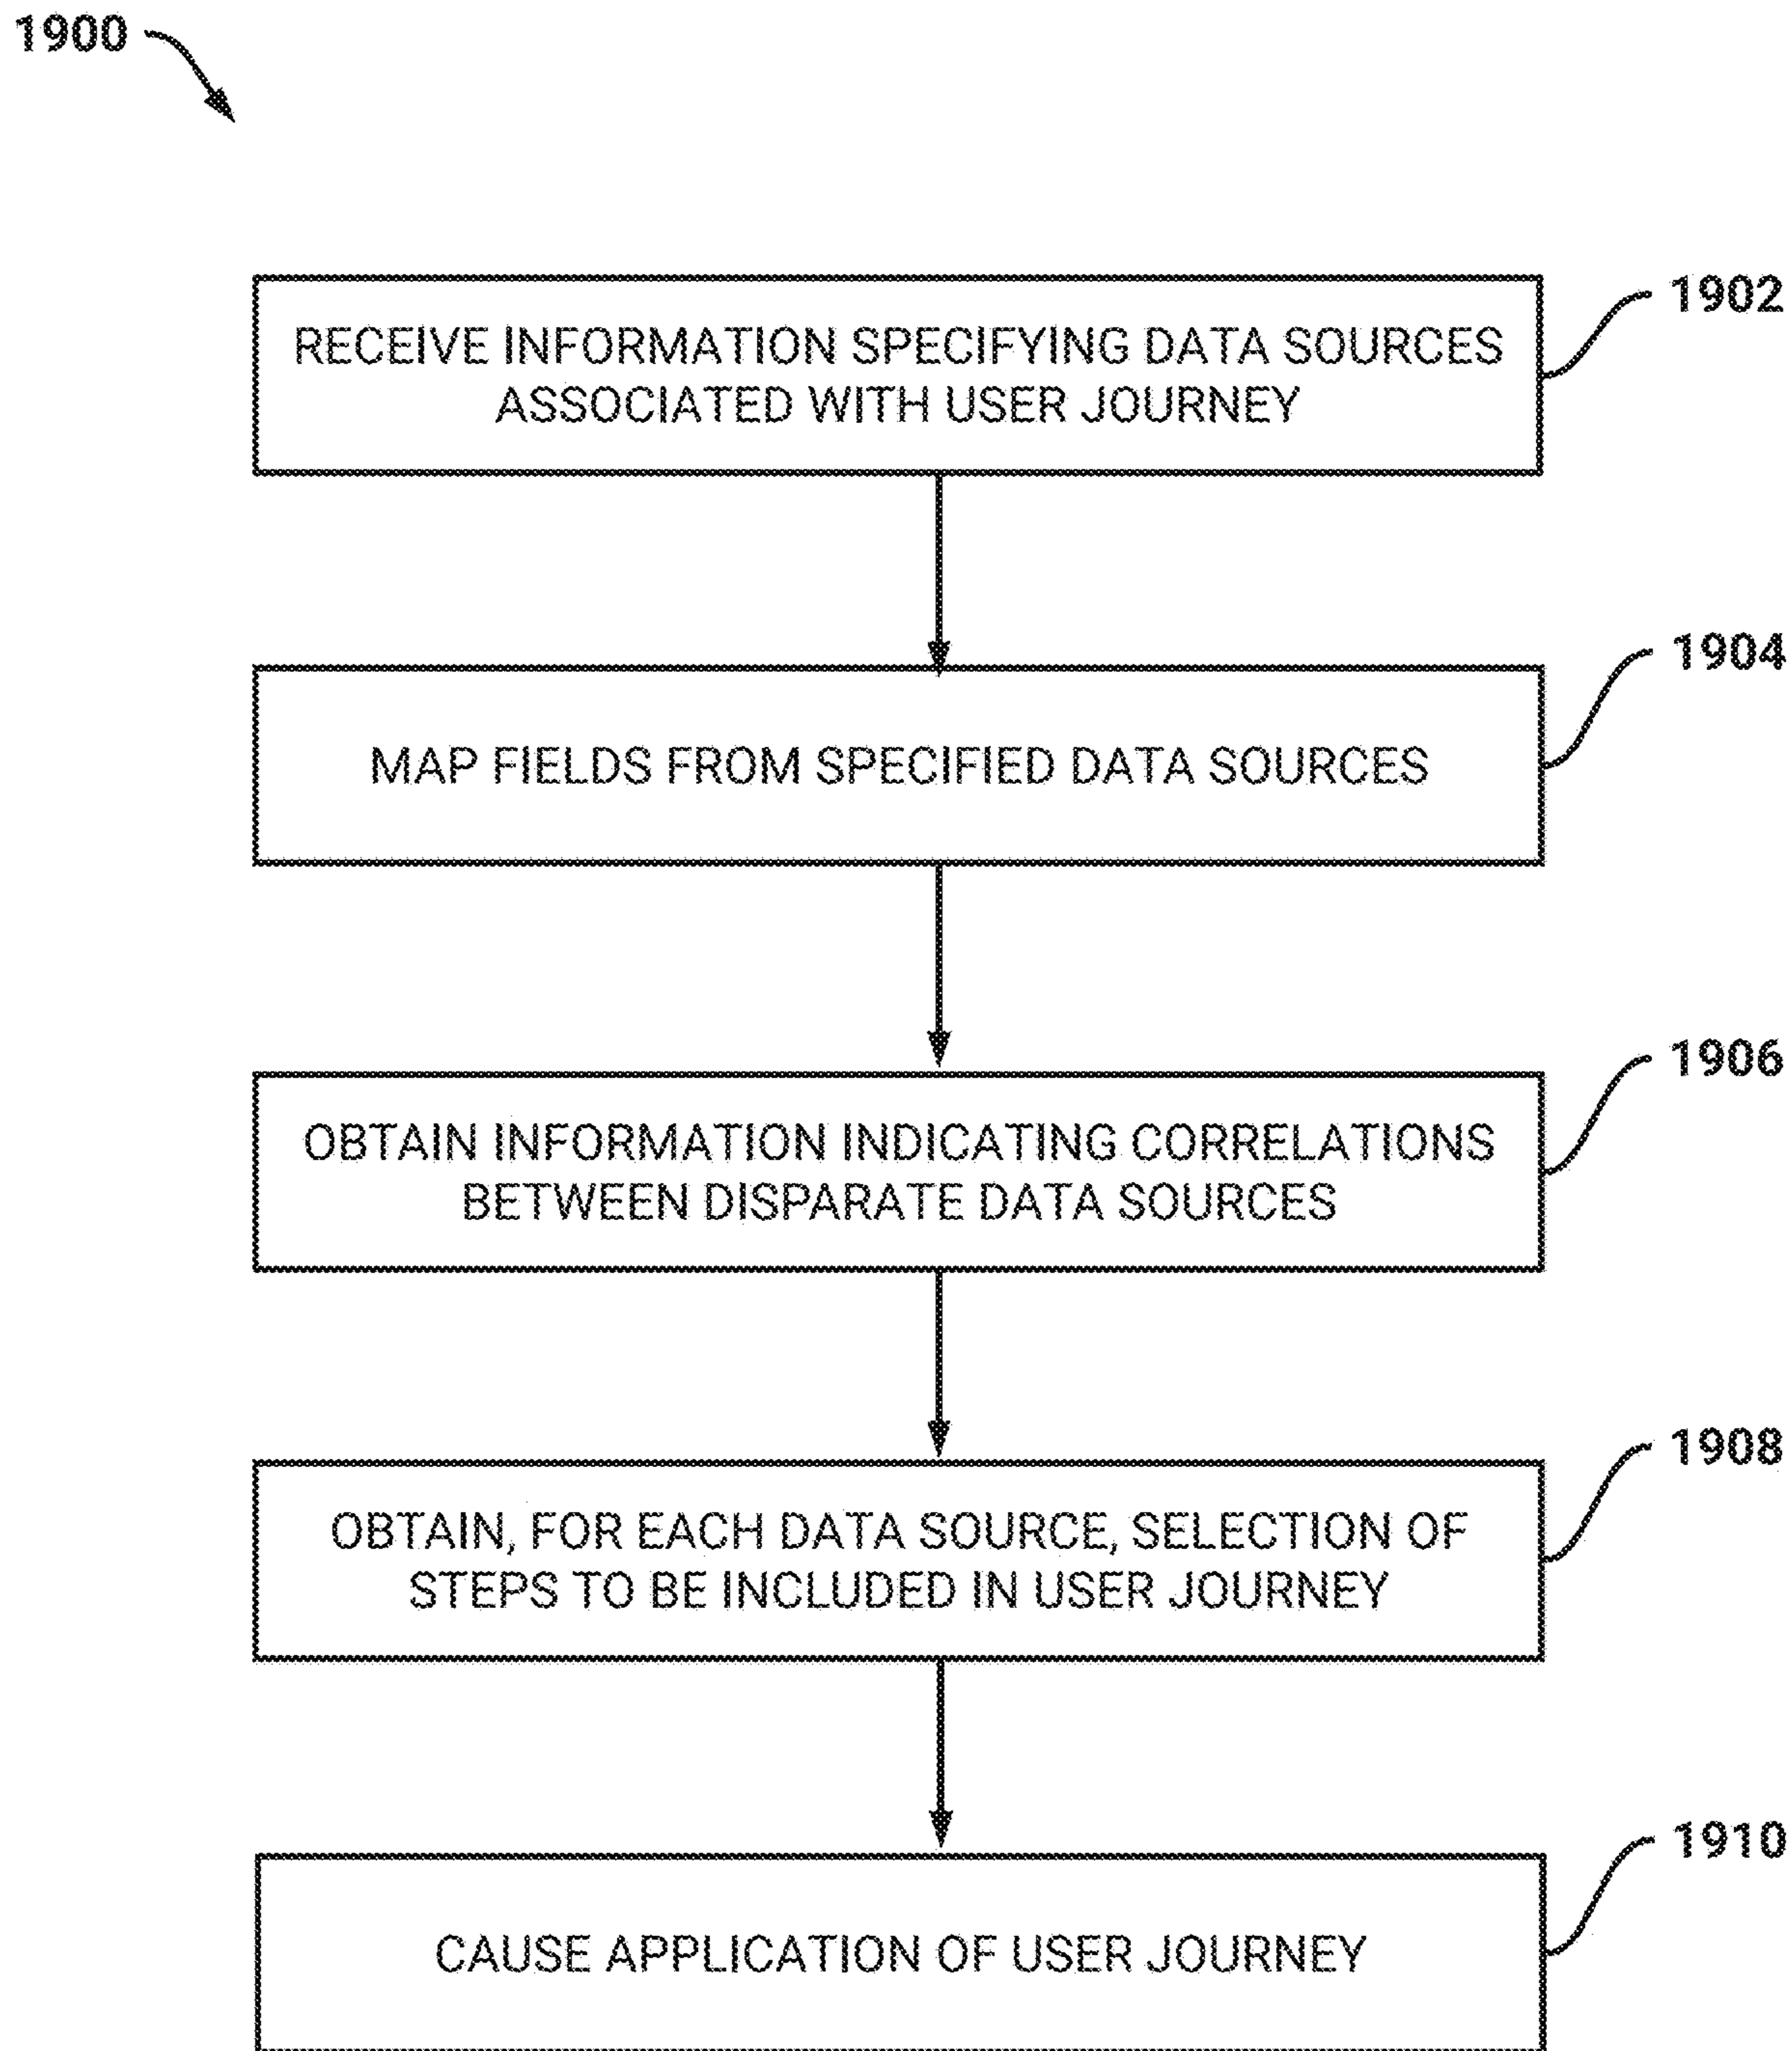 1900
1902
RECEIVE INFORMATION SPECIFYING DATA SOURCES
ASSOCIATED WITH USER JOURNEY
1904
MAP FIELDS FROM SPECIFIED DATA SOURCES
1906
OBTAIN INFORMATION INDICATING CORRELATIONS
BETWEEN DISPARATE DATA SOURCES
1908
OBTAIN, FOR EACH DATA SOURCE, SELECTION OF
STEPS TO BE INCLUDED IN USER JOURNEY
1910
CAUSE APPLICATION OF USER JOURNEY